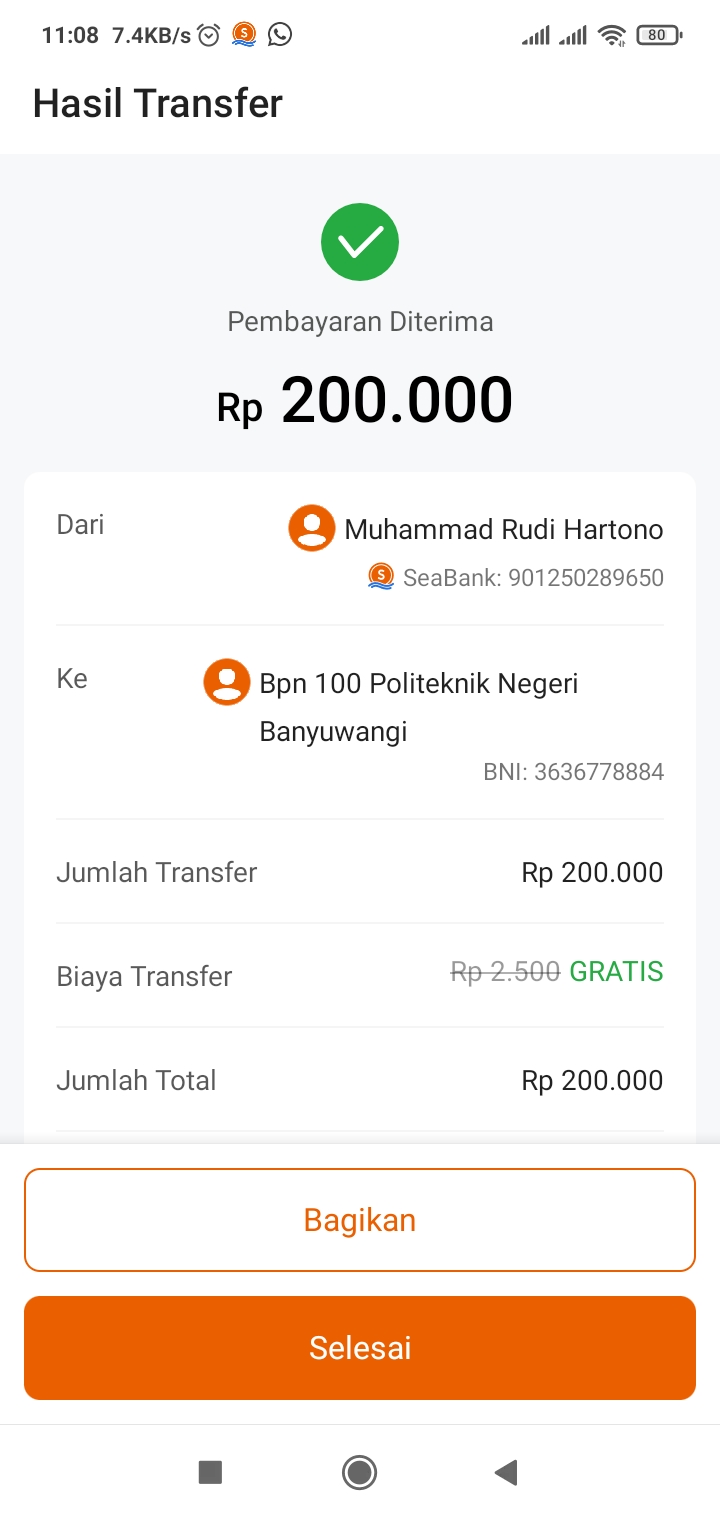 11:08 7.4KB/s 80
Hasil Transfer
Pembayaran Diterima
Rp 200.000
Dari Muhammad Rudi Hartono
SeaBank: 901250289650
Ke Bpn 100 Politeknik Negeri
Banyuwangi
BNI: 3636778884
Jumlah Transfer Rp 200.000
Biaya Transfer Rp 2.500 GRATIS
Jumlah Total Rp 200.000
Bagikan
Selesai